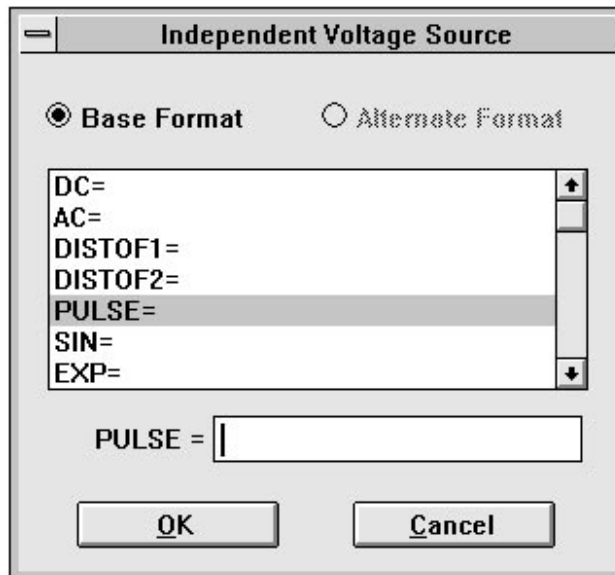 Independent Voltage Source
Base Format Alternate Format
DC=
AC=
DISTOF1=
DISTOF2=
PULSE=
SIN=
EXP=
PULSE =
OK Cancel